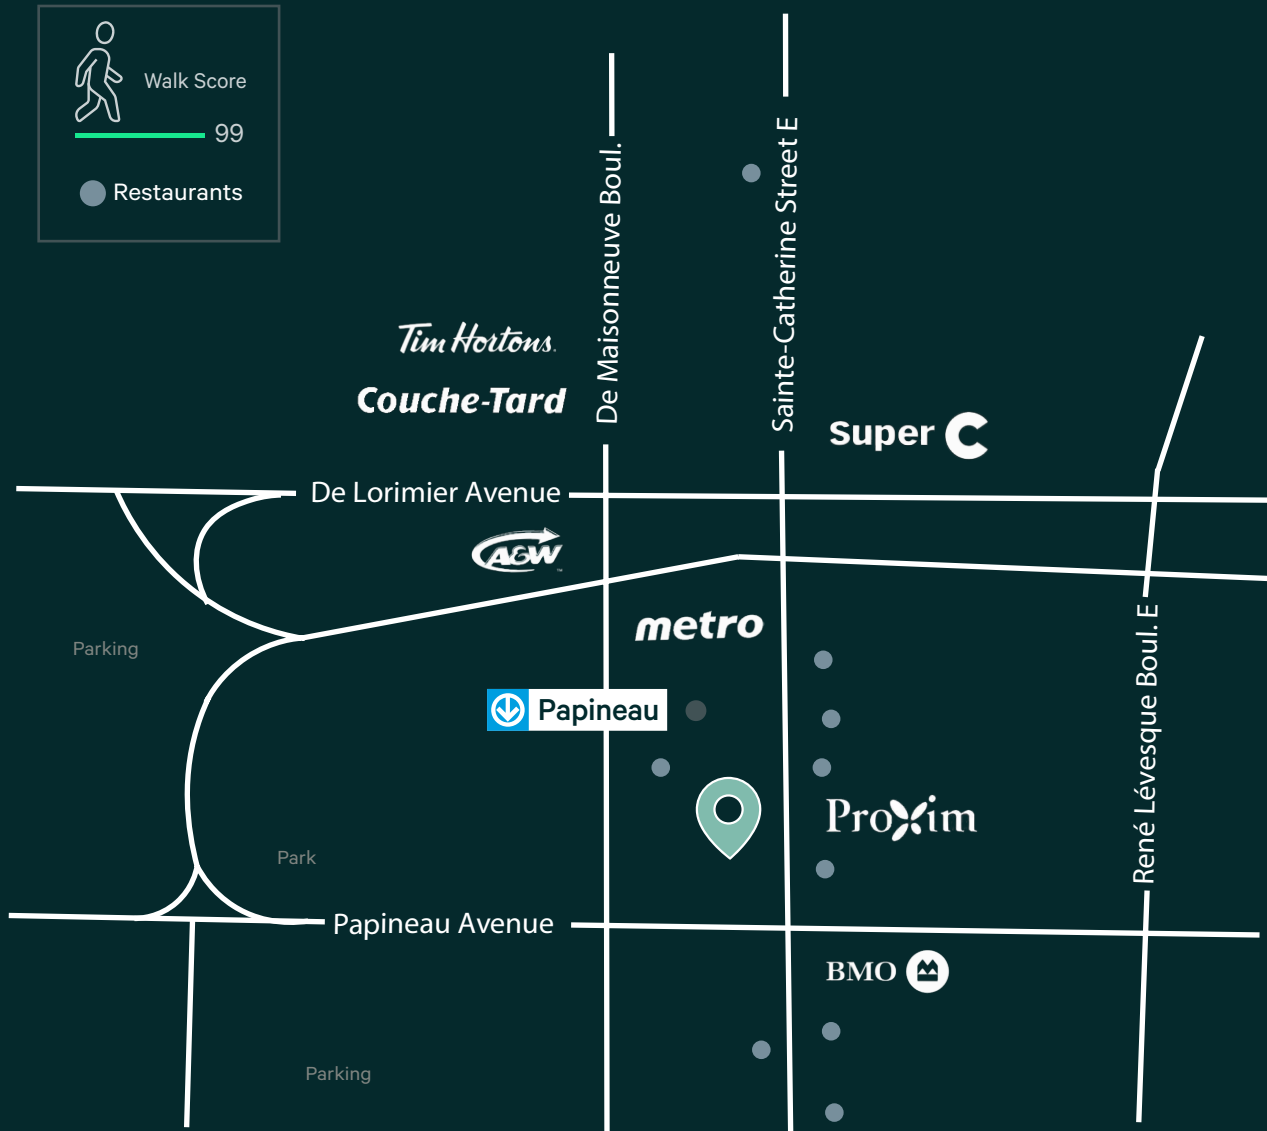 Walk Score
99
Restaurants
De Maisonneuve Boul.
Sainte-Catherine Street E
Tim Hortons.
Couche-Tard
Super C
De Lorimier Avenue
A&W
metro
Parking
Papineau
René Lévesque Boul. E
Proxim
Park
Papineau Avenue
BMO
Parking